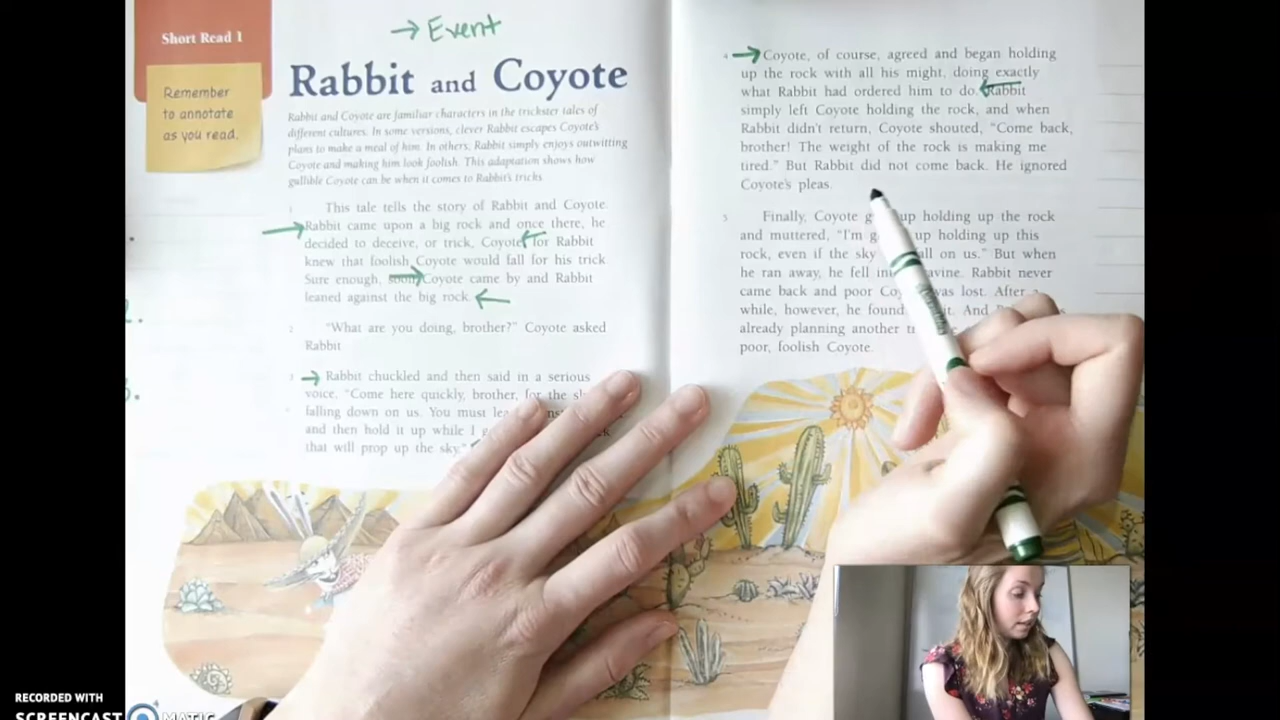 Short Read 1
→ Event
Remember
to annotate
as you read.
Rabbit and Coyote
Rabbit and Coyote are familiar characters in the trickster tales of
different cultures. In some versions, clever Rabbit escapes Coyote's
plans to make a meal of him. In others, Rabbit simply enjoys outwitting
Coyote and making him look foolish. This adaptation shows how
gullible Coyote can be when it comes to Rabbit's tricks
1 This tale tells the story of Rabbit and Coyote.
Rabbit came upon a big rock and once there, he
decided to deceive, or trick, Coyote for Rabbit
knew that foolish Coyote would fall for his trick
Sure enough, soon Coyote came by and Rabbit
leaned against the big rock.
2 "What are you doing, brother?" Coyote asked
Rabbit
3 Rabbit chuckled and then said in a serious
voice, "Come here quickly, brother, for the
falling down on us. You must
and then hold it up while I
that will prop up the sky."
4 Coyote, of course, agreed and began holding
up the rock with all his might, doing exactly
what Rabbit had ordered him to do. Rabbit
simply left Coyote holding the rock, and when
Rabbit didn't return, Coyote shouted, "Come back,
brother! The weight of the rock is making me
tired." But Rabbit did not come back. He ignored
Coyote's pleas.
5 Finally, Coyote up holding up the rock
and muttered, "I'm up holding up this
rock, even if the sky all on us." But when
he ran away, he fell in avine. Rabbit never
came back and poor was lost. After a
while, however, he found And
already planning another
poor, foolish Coyote.
2.
3.
RECORDED WITH
SCREENCAST MATIC